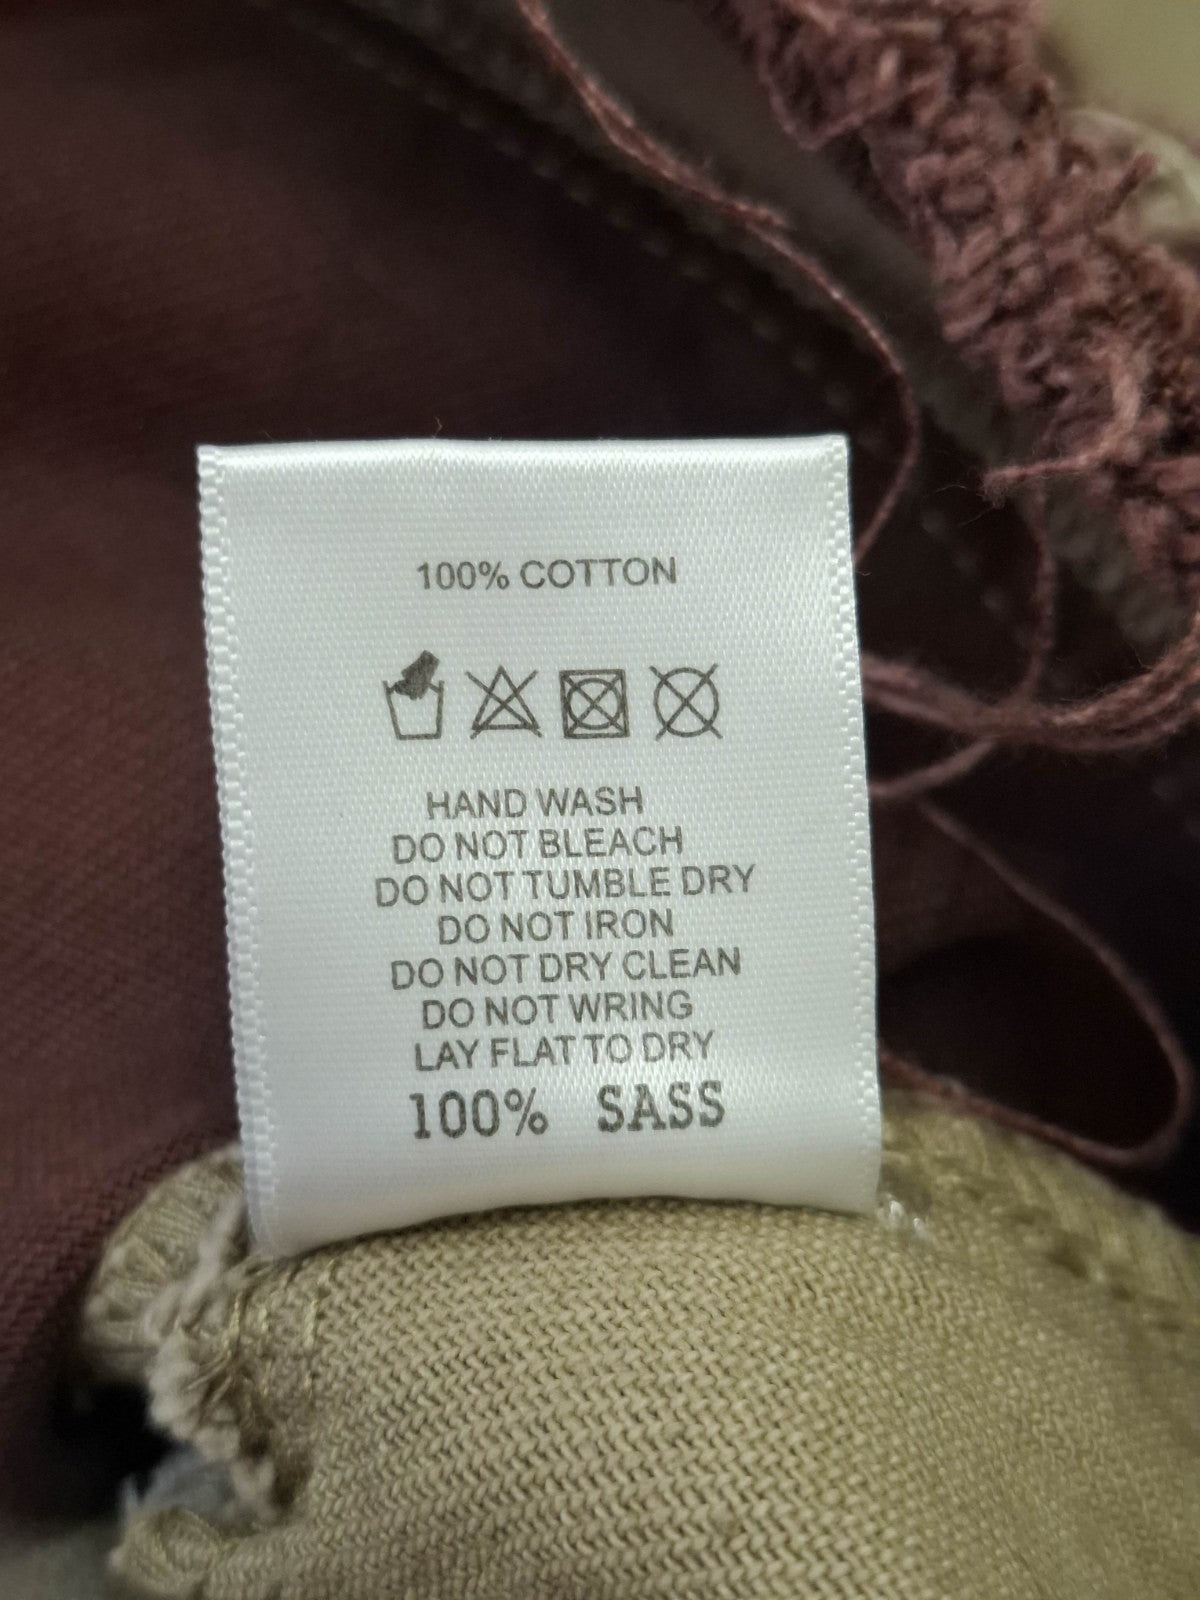 100% COTTON
HAND WASH
DO NOT BLEACH
DO NOT TUMBLE DRY
DO NOT IRON
DO NOT DRY CLEAN
DO NOT WRING
LAY FLAT TO DRY
100% SASS